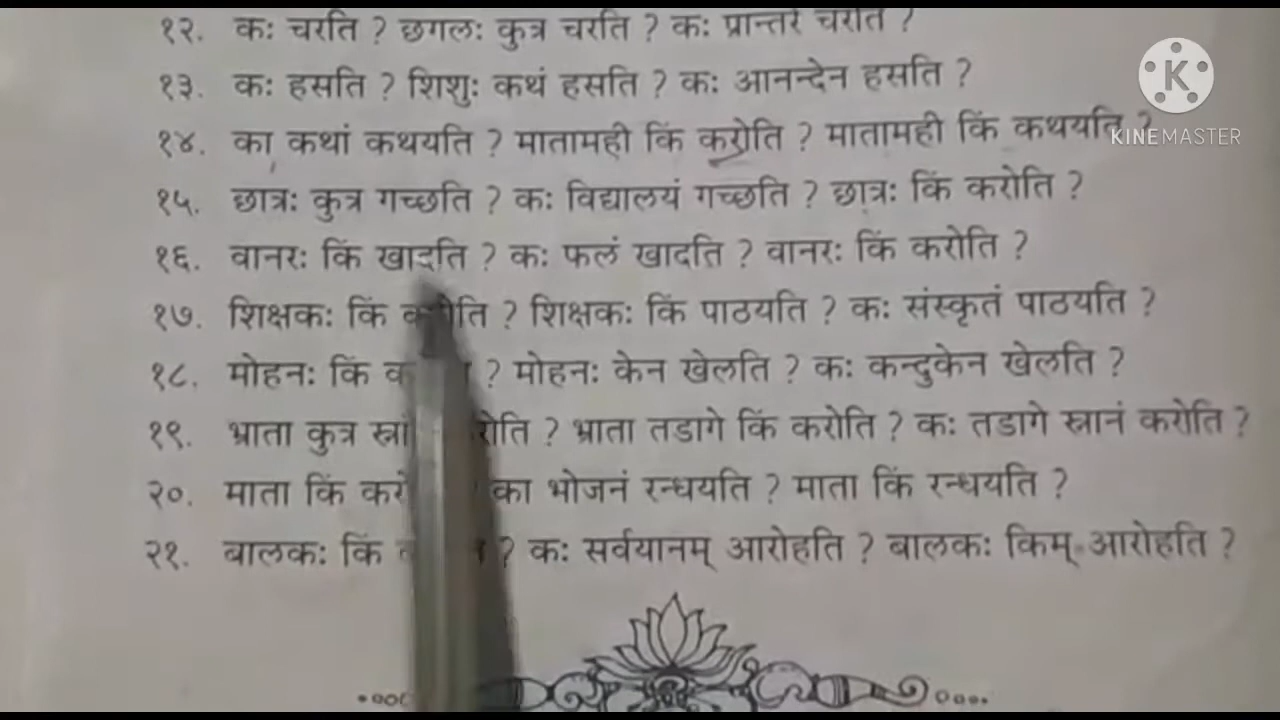 १२. कः चरति ? छगलः कुत्र चरति ? कः प्रान्तरे चरति ?
१३. कः हसति ? शिशुः कथं हसति ? कः आनन्देन हसति ?
१४. का कथां कथयति ? मातामही किं करोति ? मातामही किं कथयति ?
१५. छात्रः कुत्र गच्छति ? कः विद्यालयं गच्छति ? छात्रः किं करोति ?
१६. वानरः किं खादति ? कः फलं खादति ? वानरः किं करोति ?
१७. शिक्षकः किं करोति ? शिक्षकः किं पाठयति ? कः संस्कृतं पाठयति ?
१८. मोहनः किं ? मोहनः केन खेलति ? कः कन्दुकेन खेलति ?
१९. भ्राता कुत्र ? भ्राता तडागे किं करोति ? कः तडागे स्नानं करोति ?
२०. माता किं का भोजनं रन्धयति ? माता किं रन्धयति ?
२१. बालकः किं ? कः सर्वयानम् आरोहति ? बालकः किम् आरोहति ?
K
KINEMASTER